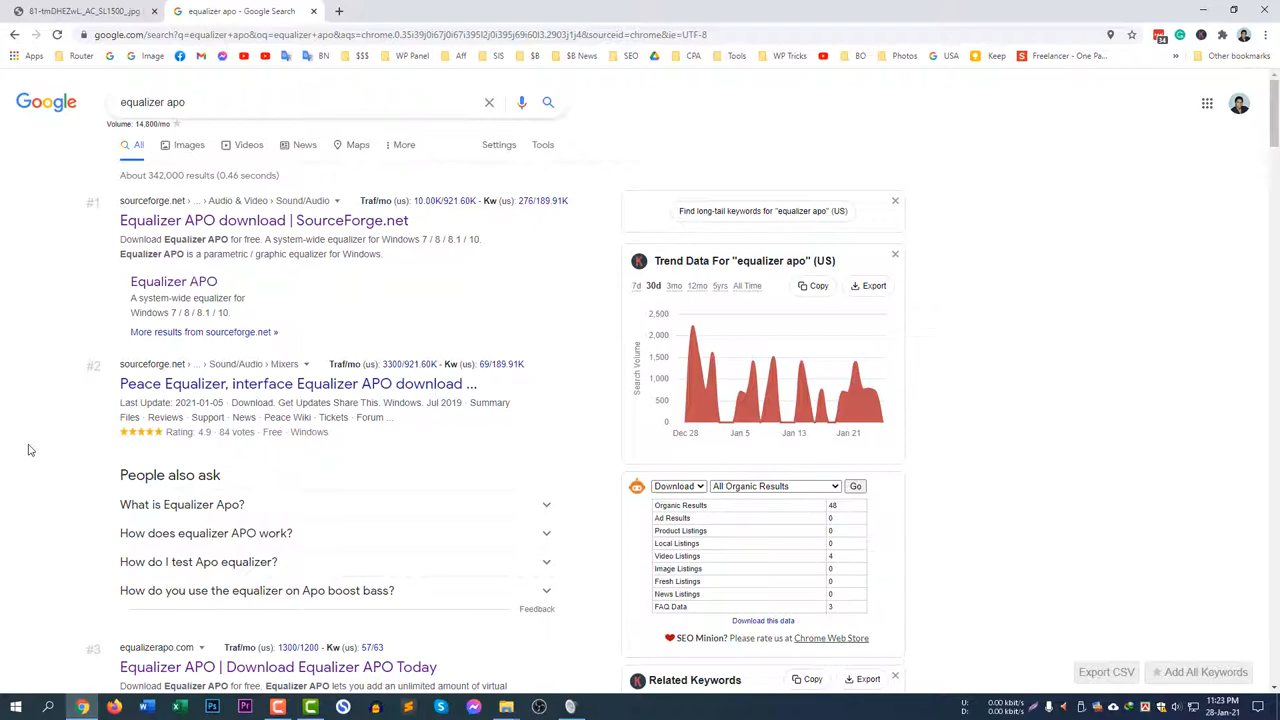 81-tmDHEZwL_AC_SL1500_.jpg
equalizer apo - Google Search
google.com/search?q=equalizer+apo&oq=equalizer+apo&aqs=chrome.0.35i39j0i67j0i67i395l2j0i395j69i60l3.2903j1j4&sourceid=chrome&ie=UTF-8
34
Apps
Router
G
Image
BN
$$$
WP Panel
Aff
SIS
$B
$B News
SEO
CPA
Tools
WP Tricks
BO
Photos
USA
Keep
Freelancer - One Pa...
Other bookmarks
Google
equalizer apo
Volume: 14,800/mo
All
Images
Videos
News
Maps
More
Settings
Tools
About 342,000 results (0.46 seconds)
#1
sourceforge.net › ... › Audio & Video › Sound/Audio
Traf/mo (us): 10.00K/921.60K - Kw (us): 276/189.91K
Equalizer APO download | SourceForge.net
Download Equalizer APO for free. A system-wide equalizer for Windows 7 / 8 / 8.1 / 10.
Equalizer APO is a parametric / graphic equalizer for Windows.
Equalizer APO
A system-wide equalizer for
Windows 7 / 8 / 8.1 / 10.
More results from sourceforge.net »
#2
sourceforge.net › ... › Sound/Audio › Mixers
Traf/mo (us): 3300/921.60K - Kw (us): 69/189.91K
Peace Equalizer, interface Equalizer APO download ...
Last Update: 2021-01-05 · Download. Get Updates Share This. Windows. Jul 2019 · Summary
Files · Reviews · Support · News · Peace Wiki · Tickets · Forum ...
Rating: 4.9 · 84 votes · Free · Windows
People also ask
What is Equalizer Apo?
How does equalizer APO work?
How do I test Apo equalizer?
How do you use the equalizer on Apo boost bass?
Feedback
#3
equalizerapo.com
Traf/mo (us): 1300/1200 - Kw (us): 57/63
Equalizer APO | Download Equalizer APO Today
Download Equalizer APO for free. Equalizer APO lets you add an unlimited amount of virtual
Find long-tail keywords for "equalizer apo" (US)
Trend Data For "equalizer apo" (US)
7d 30d 3mo 12mo 5yrs All Time
Copy
Export
2,500
2,000
1,500
1,000
500
0
Search Volume
Dec 28
Jan 5
Jan 13
Jan 21
Download
All Organic Results
Go
Organic Results 48
Ad Results 0
Product Listings 0
Local Listings 0
Video Listings 4
Image Listings 0
Fresh Listings 0
News Listings 0
FAQ Data 3
Download this data
SEO Minion? Please rate us at Chrome Web Store
Related Keywords
Copy
Export
Export CSV
Add All Keywords
U: 0.00 kbit/s
D: 0.00 kbit/s
11:23 PM
28-Jan-21